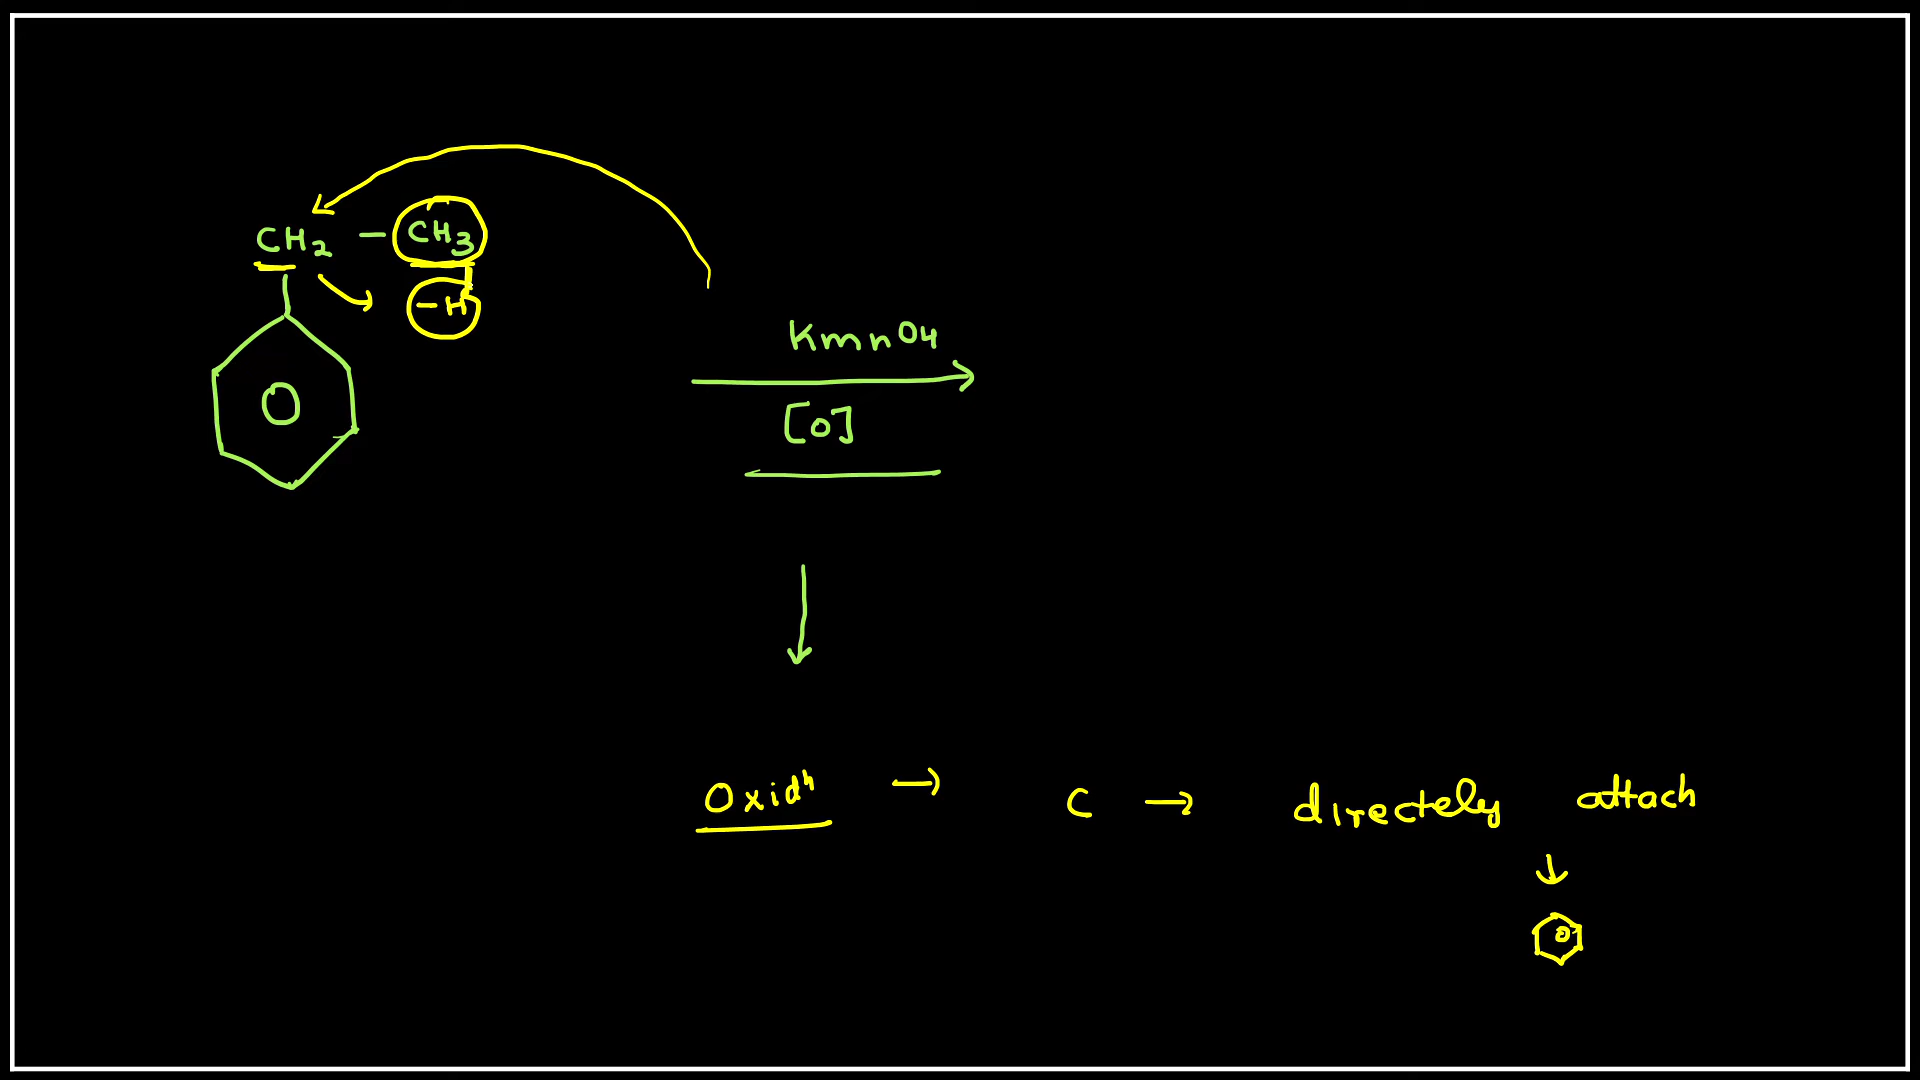 CH2 - CH3
- H
KmnO4
[O]
Oxidn → C → directely attach